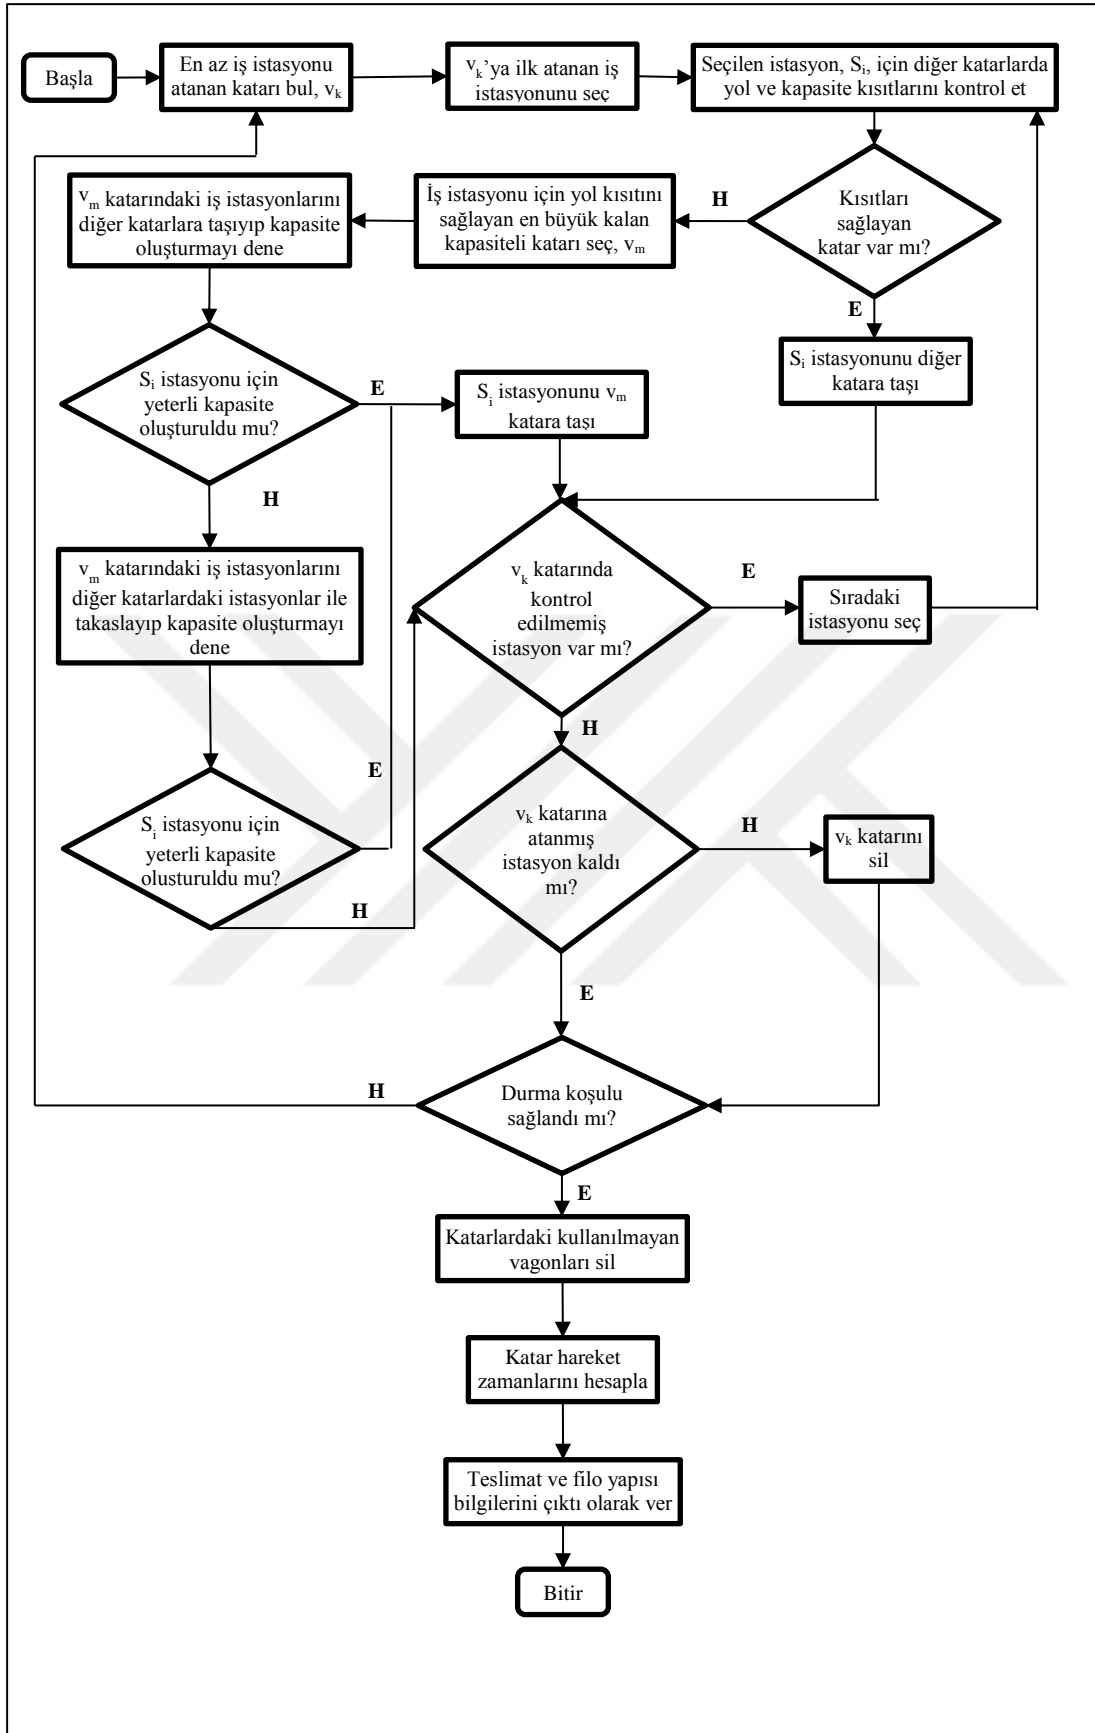 Başla
En az iş istasyonu
atanan katarı bul, vk
vk'ya ilk atanan iş
istasyonunu seç
Seçilen istasyon, Si, için diğer katarlarda
yol ve kapasite kısıtlarını kontrol et
Kısıtları
sağlayan
katar var mı?
H
İş istasyonu için yol kısıtını
sağlayan en büyük kalan
kapasiteli katarı seç, vm
vm katarındaki iş istasyonlarını
diğer katarlara taşıyıp kapasite
oluşturmayı dene
E
Si istasyonunu diğer
katara taşı
Si istasyonu için
yeterli kapasite
oluşturuldu mu?
E
Si istasyonunu vm
katara taşı
H
vm katarındaki iş istasyonlarını
diğer katarlardaki istasyonlar ile
takaslayıp kapasite oluşturmayı
dene
vk katarında
kontrol
edilmemiş
istasyon var mı?
E
Sıradaki
istasyonu seç
H
Si istasyonu için
yeterli kapasite
olusturuldu mu?
E
H
vk katarına
atanmış
istasyon kaldı
mı?
H
vk katarını
sil
E
Durma koşulu
sağlandı mı?
H
E
Katarlardaki kullanılmayan
vagonları sil
Katar hareket
zamanlarını hesapla
Teslimat ve filo yapısı
bilgilerini çıktı olarak ver
Bitir